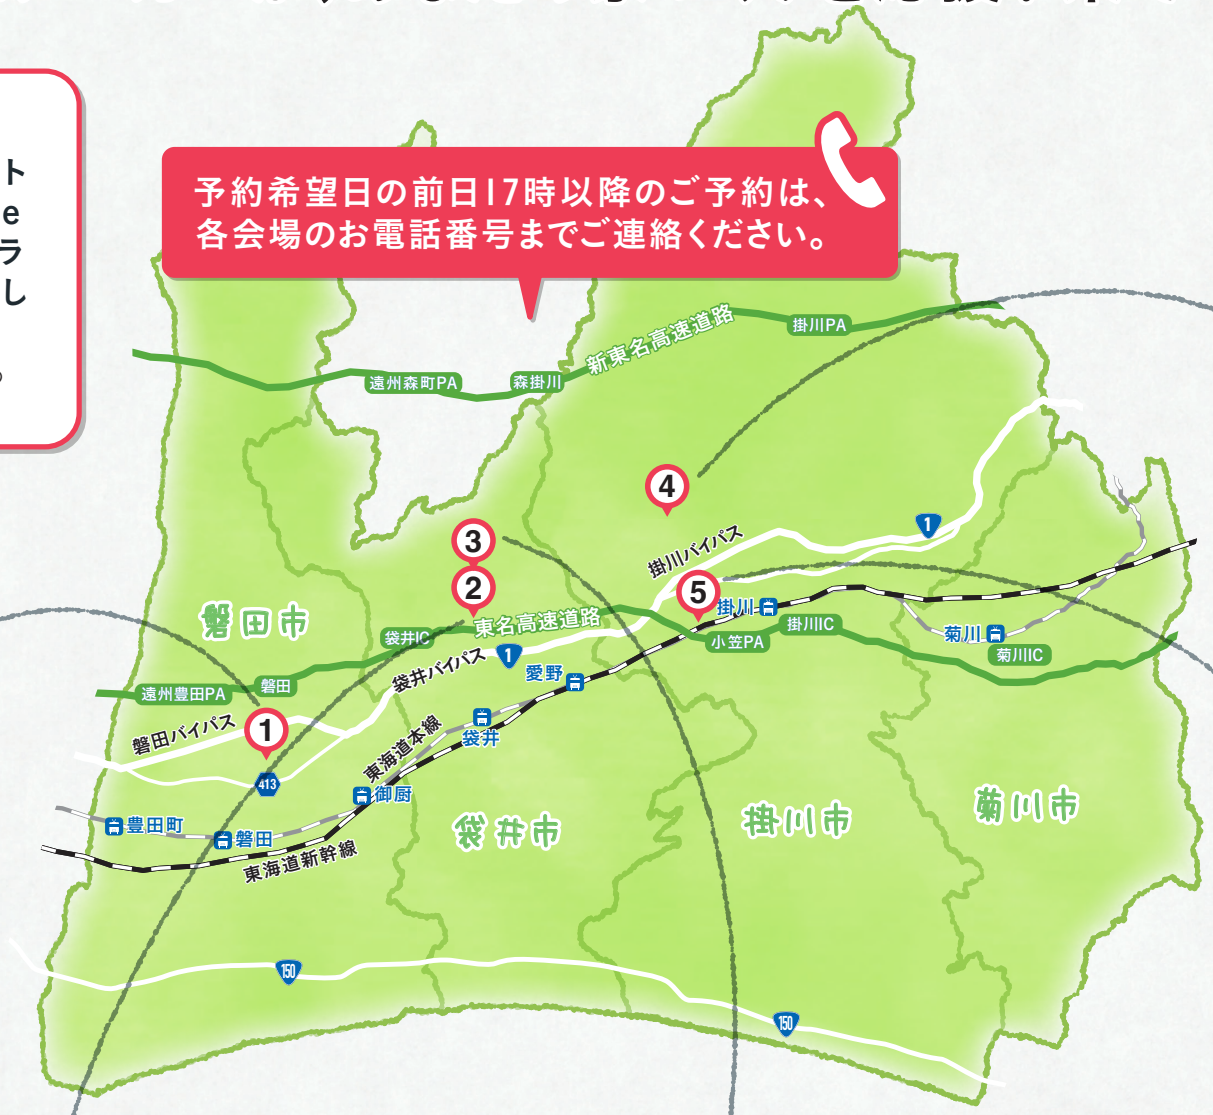 ト
e
ラ
し
。
予約希望日の前日17時以降のご予約は、
各会場のお電話番号までご連絡ください。
新東名高速道路
掛川PA
遠州森町PA
森掛川
4
3
掛川バイパス
1
2
5
掛川
磐田市
東名高速道路
袋井IC
小笠PA
掛川IC
菊川
菊川IC
袋井バイパス
1
愛野
遠州豊田PA
磐田
磐田バイパス
1
東海道本線
袋井
413
御厨
豊田町
磐田
東海道新幹線
袋井市
掛川市
菊川市
150
150